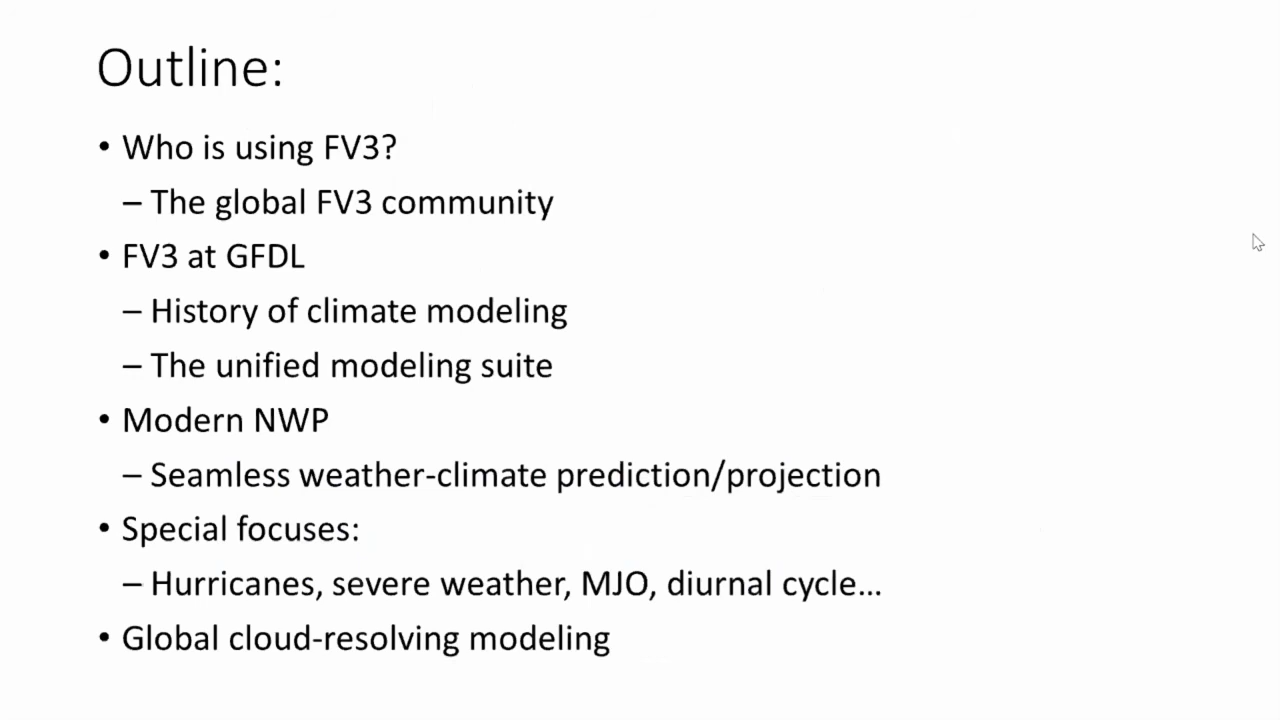 Outline:
• Who is using FV3?
– The global FV3 community
• FV3 at GFDL
– History of climate modeling
– The unified modeling suite
• Modern NWP
– Seamless weather-climate prediction/projection
• Special focuses:
– Hurricanes, severe weather, MJO, diurnal cycle…
• Global cloud-resolving modeling